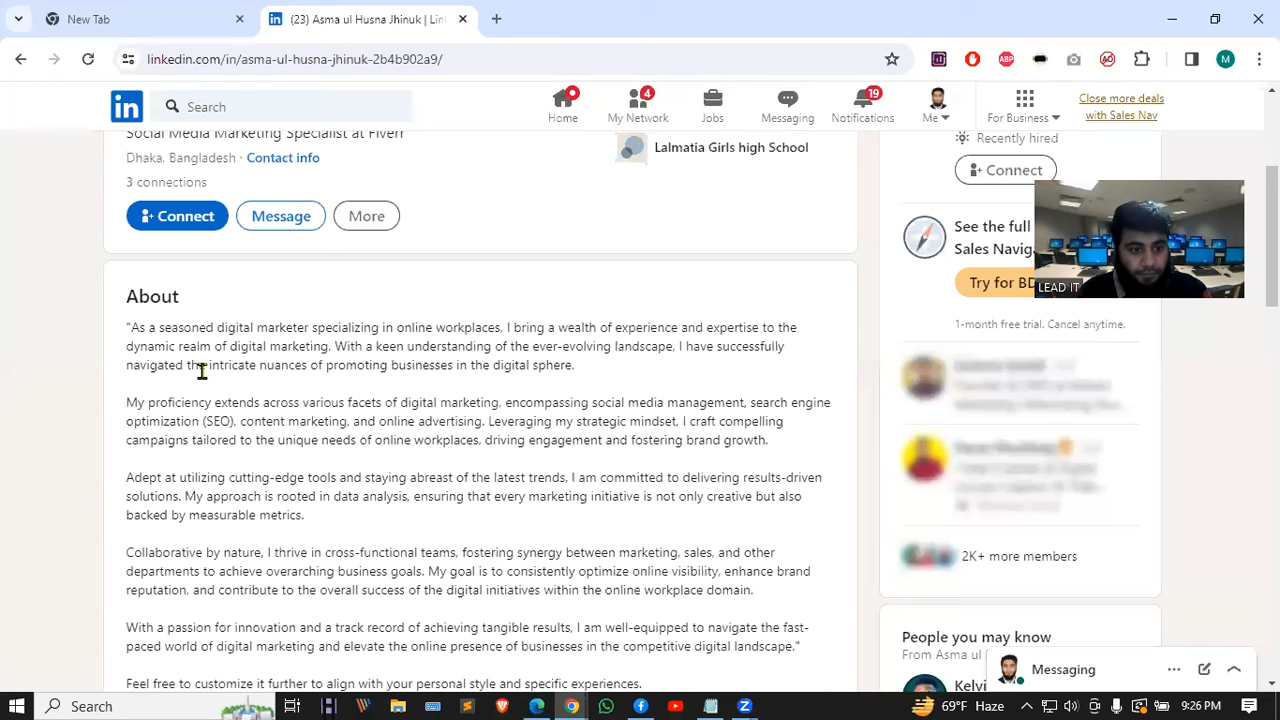 New Tab
(23) Asma ul Husna Jhinuk | Lin
linkedin.com/in/asma-ul-husna-jhinuk-2b4b902a9/
ABP
M
in
Search
4
19
Home
My Network
Jobs
Messaging
Notifications
Me
For Business
Close more deals
with Sales Nav
Social Media Marketing Specialist at Fiverr
Dhaka, Bangladesh · Contact info
3 connections
Connect
Message
More
Lalmatia Girls high School
Recently hired
Connect
See the full
Sales Naviga
Try for BD
1-month free trial. Cancel anytime.
LEAD IT
About
"As a seasoned digital marketer specializing in online workplaces, I bring a wealth of experience and expertise to the
dynamic realm of digital marketing. With a keen understanding of the ever-evolving landscape, I have successfully
navigated the intricate nuances of promoting businesses in the digital sphere.
My proficiency extends across various facets of digital marketing, encompassing social media management, search engine
optimization (SEO), content marketing, and online advertising. Leveraging my strategic mindset, I craft compelling
campaigns tailored to the unique needs of online workplaces, driving engagement and fostering brand growth.
Adept at utilizing cutting-edge tools and staying abreast of the latest trends, I am committed to delivering results-driven
solutions. My approach is rooted in data analysis, ensuring that every marketing initiative is not only creative but also
backed by measurable metrics.
Collaborative by nature, I thrive in cross-functional teams, fostering synergy between marketing, sales, and other
departments to achieve overarching business goals. My goal is to consistently optimize online visibility, enhance brand
reputation, and contribute to the overall success of the digital initiatives within the online workplace domain.
With a passion for innovation and a track record of achieving tangible results, I am well-equipped to navigate the fast-
paced world of digital marketing and elevate the online presence of businesses in the competitive digital landscape."
Feel free to customize it further to align with your personal style and specific experiences.
2K+ more members
People you may know
From Asma ul
Kelvi
Messaging
Search
69°F Haze
9:26 PM